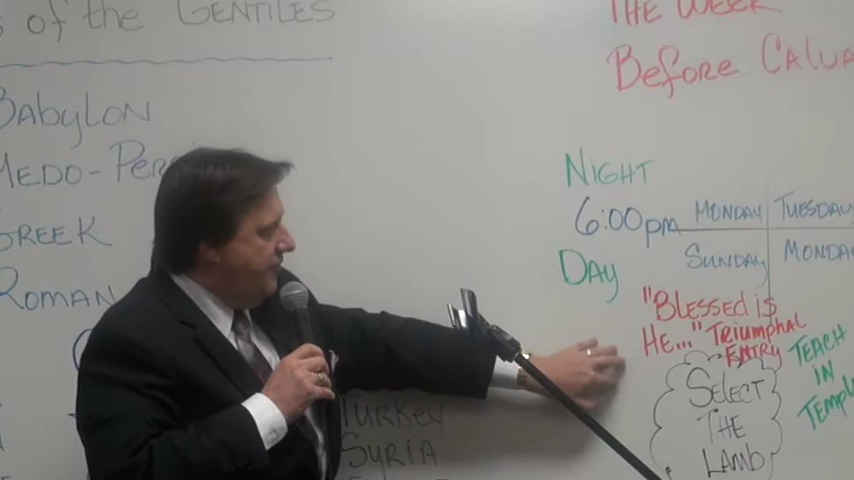 of the GENTILES
BABYLON
MEDO-PER
GREEK
ROMAN
TURKEY
SYRIA
THE WEEK
BEFORE CALVA
NIGHT
6:00pm MONDAY TUESDAY
DAY SUNDAY MONDAY
"BLESSED is
HE..." TRIUMPHAL
ENTRY
TEACH
IN
TEMPL
SELECT
THE
LAMB